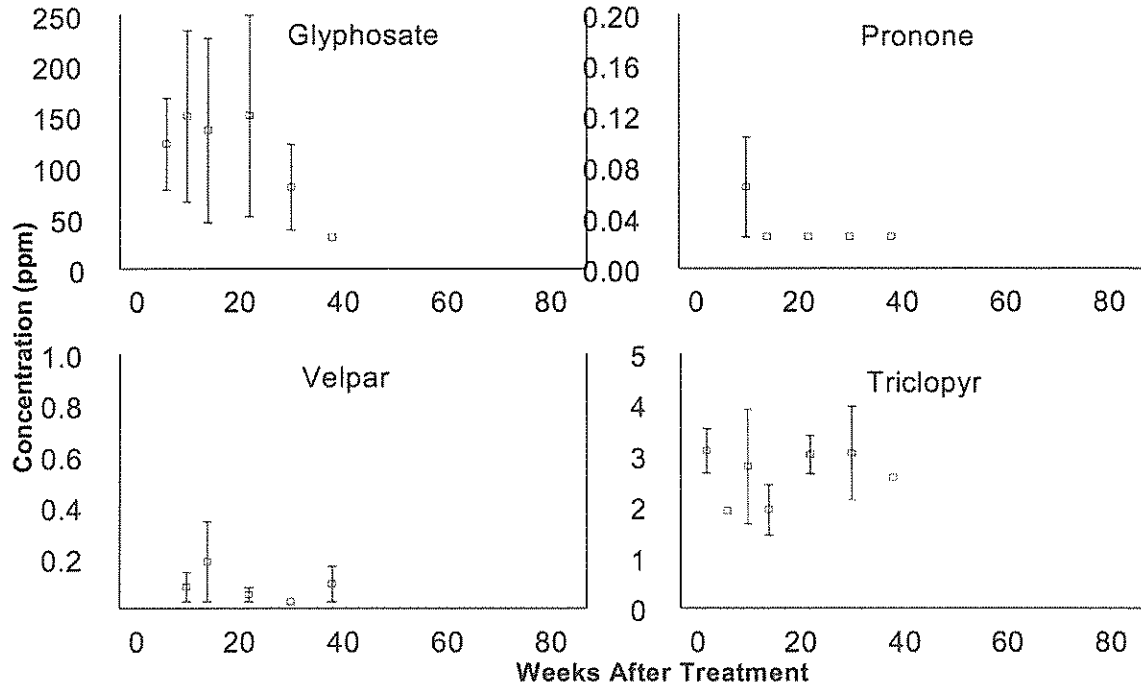 Glyphosate
250
200
150
100
50
0
0 20 40 60 80
Pronone
0.20
0.16
0.12
0.08
0.04
0.00
0 20 40 60 80
Concentration (ppm)
Velpar
1.0
0.8
0.6
0.4
0.2
0 20 40 60 80
Triclopyr
5
4
3
2
1
0
0 20 40 60 80
Weeks After Treatment